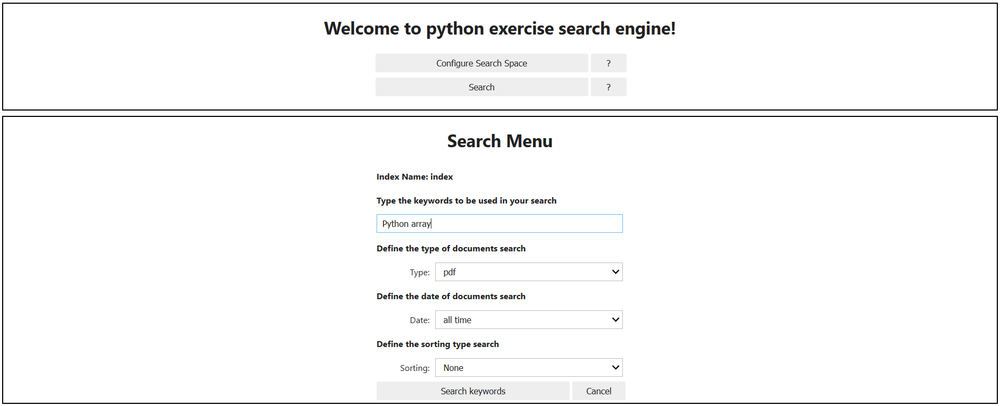 Welcome to python exercise search engine!
Configure Search Space ?
Search ?
Search Menu
Index Name: index
Type the keywords to be used in your search
Python array
Define the type of documents search
Type: pdf
Define the date of documents search
Date: all time
Define the sorting type search
Sorting: None
Search keywords Cancel